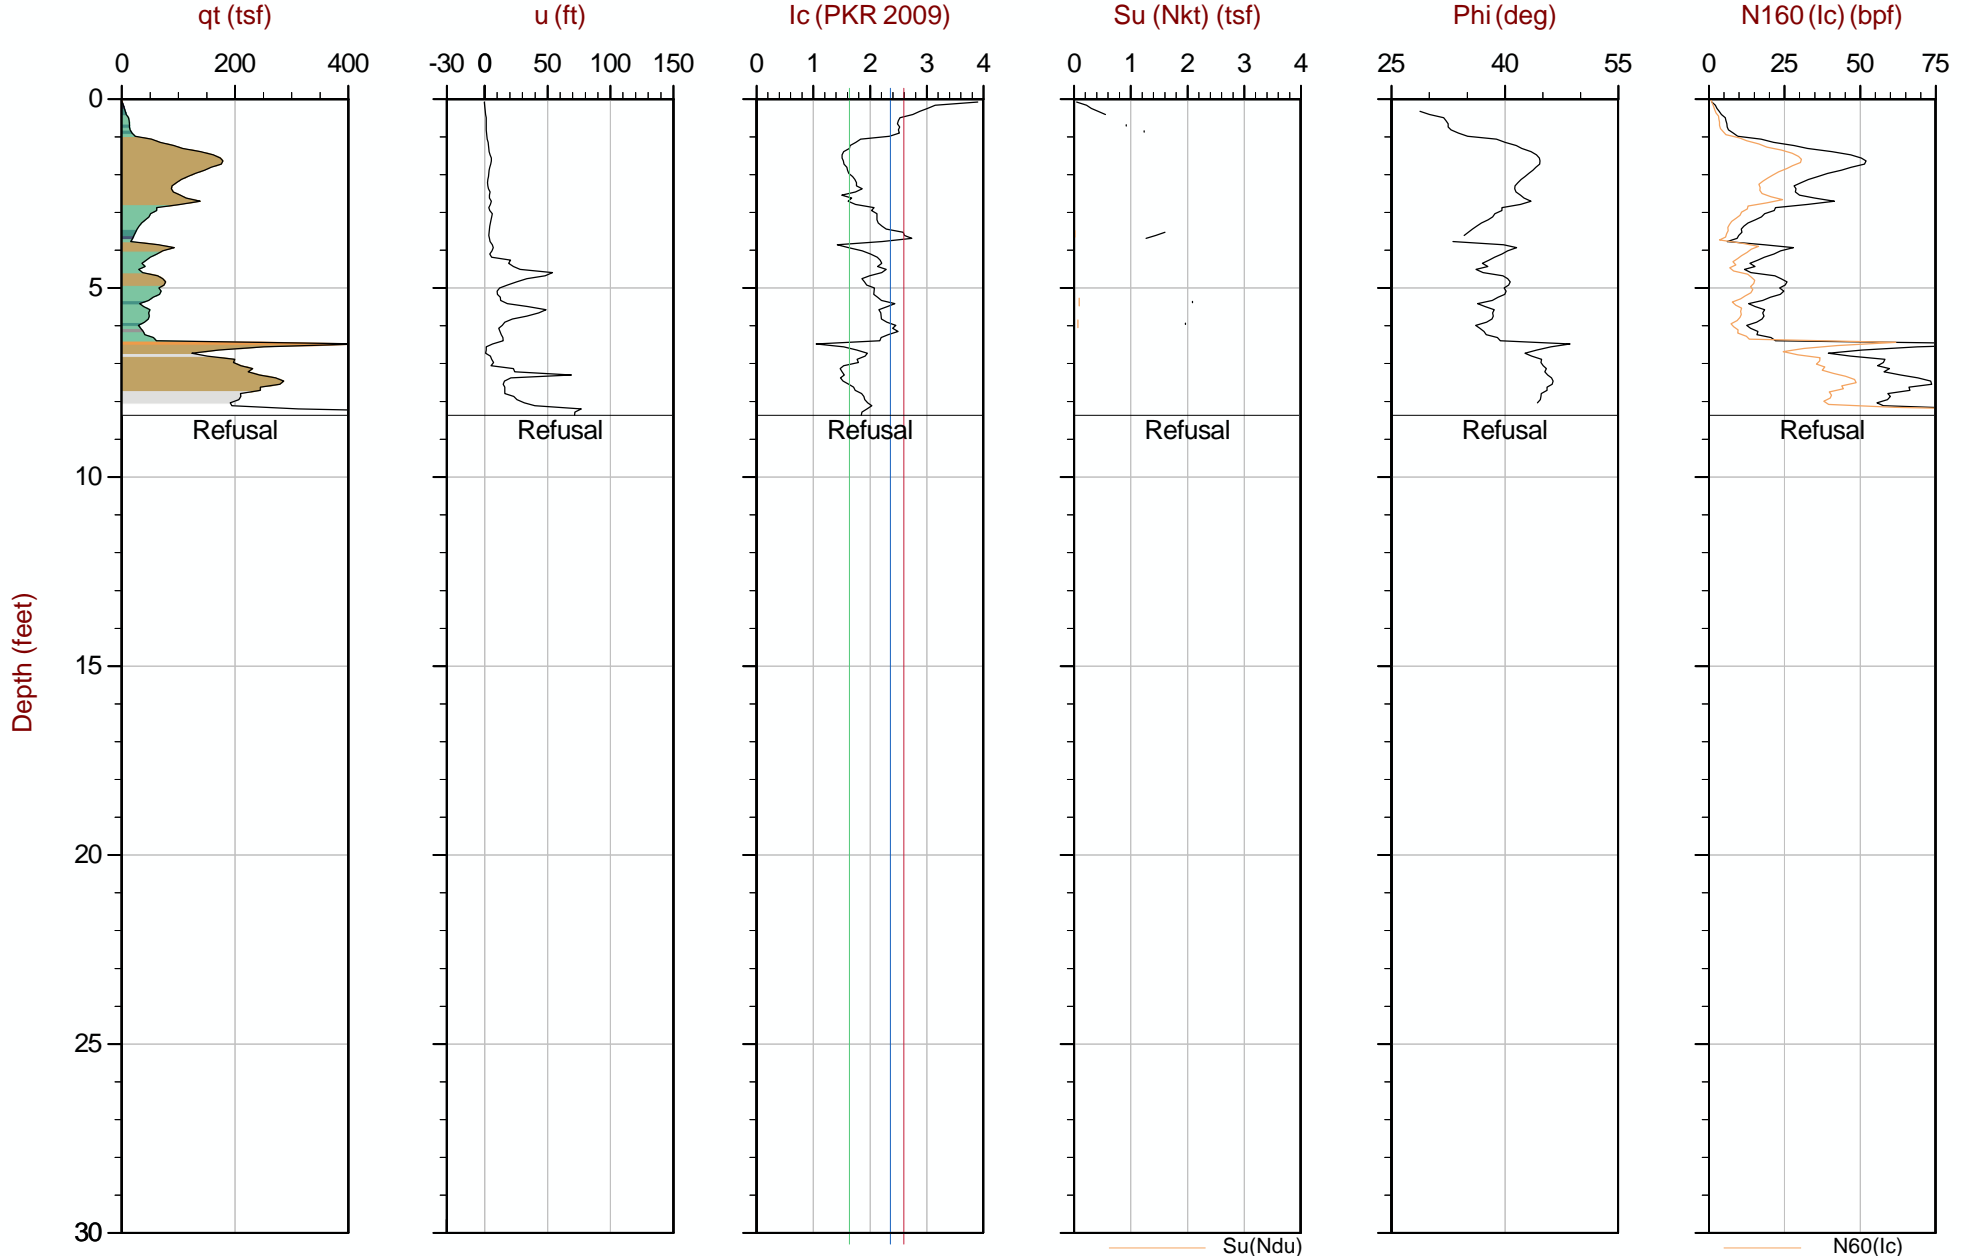 qt (tsf) u (ft) Ic (PKR 2009) Su (Nkt) (tsf) Phi (deg) N160 (Ic) (bpf)
0 200 400 -30 0 50 100 150 0 1 2 3 4 0 1 2 3 4 25 40 55 0 25 50 75
0
5
Refusal Refusal Refusal Refusal Refusal Refusal
10
15
Depth (feet)
20
25
30
Su(Ndu) N60(Ic)